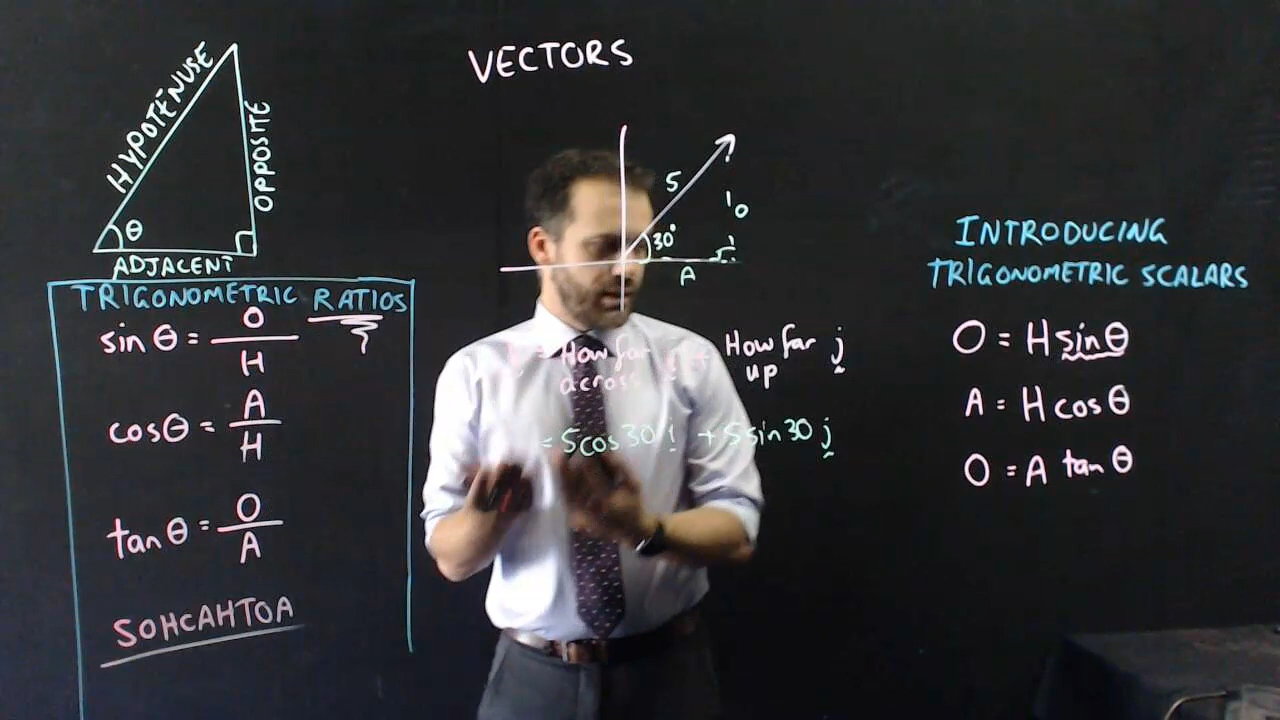 HYPOTENUSE
OPPOSITE
θ
ADJACENT
TRIGONOMETRIC RATIOS
sin θ = O/H
cos θ = A/H
tan θ = O/A
SOHCAHTOA
VECTORS
5
O
30°
A
= How far across i + How far up j
= 5cos30 i + 5sin30 j
INTRODUCING
TRIGONOMETRIC SCALARS
O = H sin θ
A = H cos θ
O = A tan θ